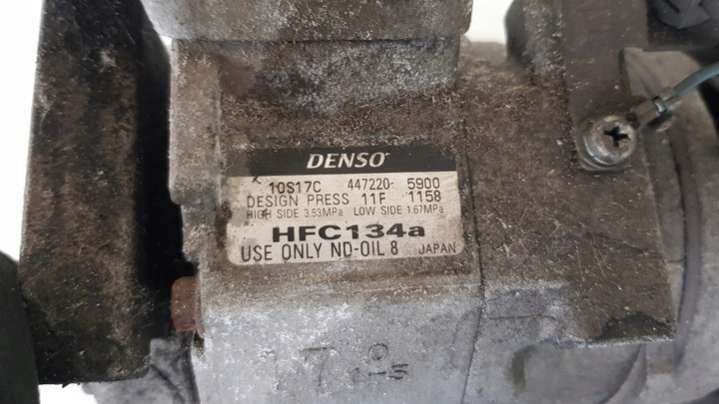 DENSO
10S17C 447220- 5900
DESIGN PRESS 11F 1158
HIGH SIDE 3.53MPa LOW SIDE 1.67MPa
HFC134a
USE ONLY ND-OIL 8 JAPAN